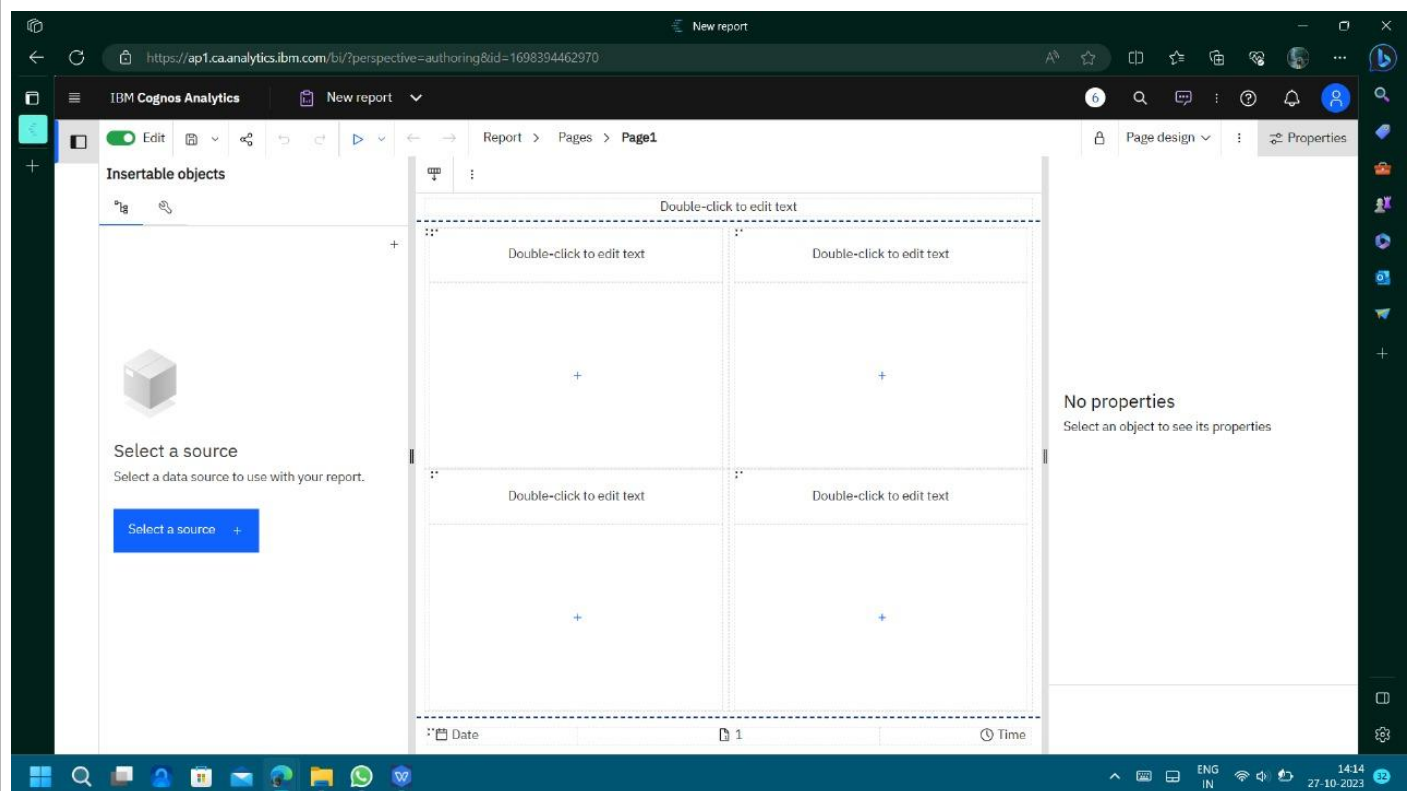 New report
https://ap1.ca.analytics.ibm.com/bi/?perspective=authoring&id=1698394462970
IBM Cognos Analytics
New report
6
Edit
Report > Pages > Page1
Page design
Properties
Insertable objects
Double-click to edit text
Double-click to edit text
Double-click to edit text
Select a source
Select a data source to use with your report.
Select a source +
No properties
Select an object to see its properties
Double-click to edit text
Double-click to edit text
Date
1
Time
ENG
IN
14:14
27-10-2023
32